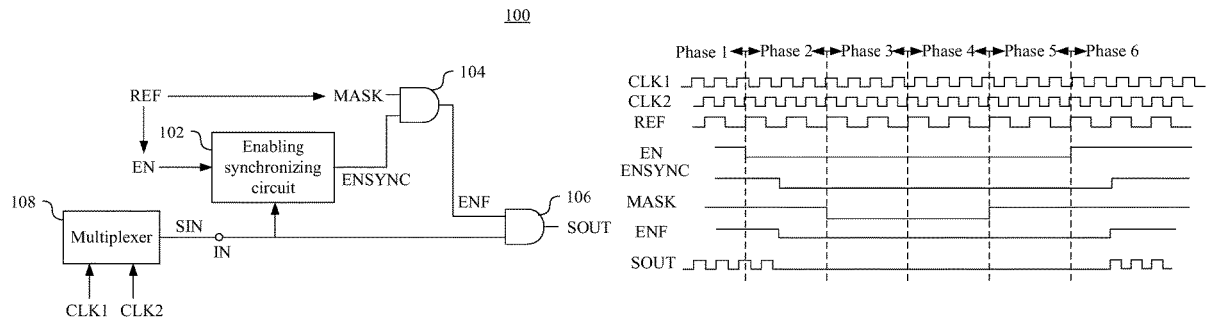 100
104
REF
MASK
102
Enabling
synchronizing
circuit
EN
ENSYNC
108
Multiplexer
SIN
IN
ENF
106
SOUT
CLK1 CLK2
Phase 1 Phase 2 Phase 3 Phase 4 Phase 5 Phase 6
CLK1
CLK2
REF
EN
ENSYNC
MASK
ENF
SOUT